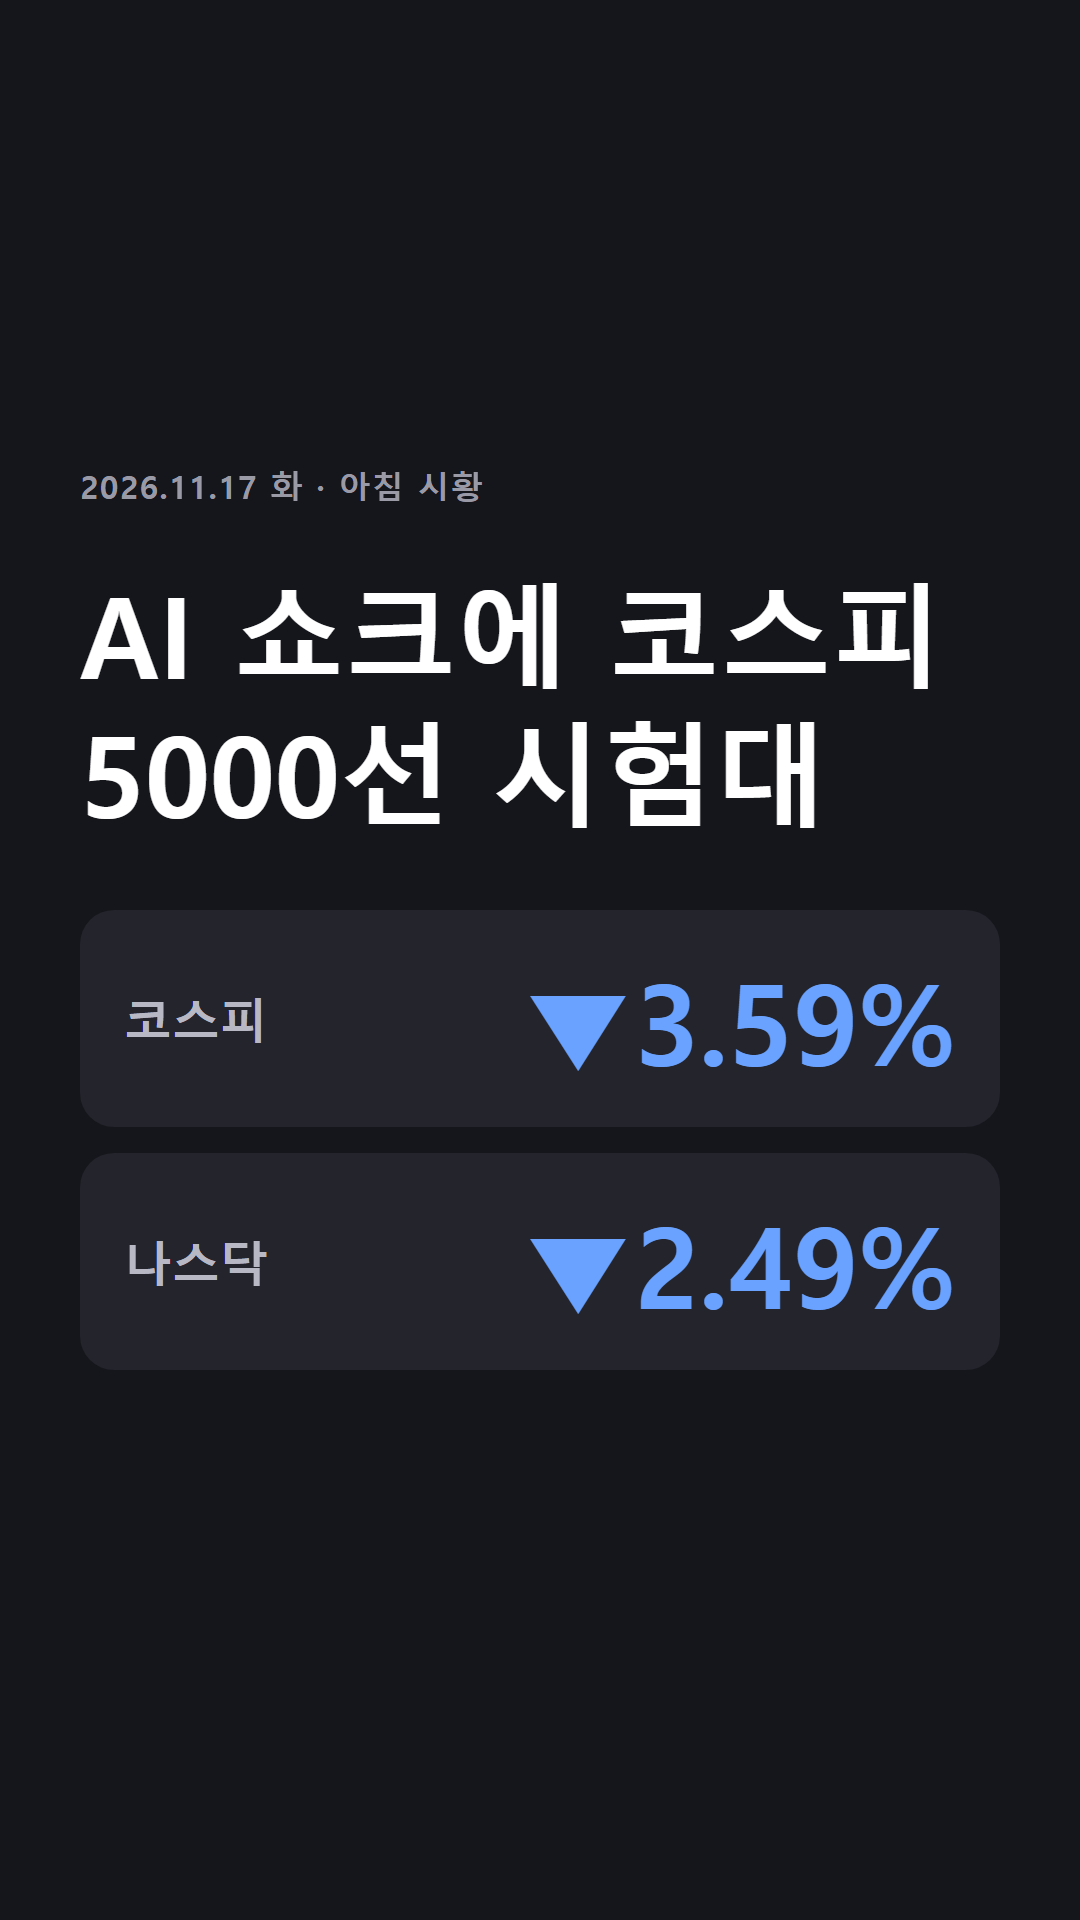 2026.11.17 화 · 아침 시황
AI 쇼크에 코스피
5000선 시험대
코스피 ▼3.59%
나스닥 ▼2.49%